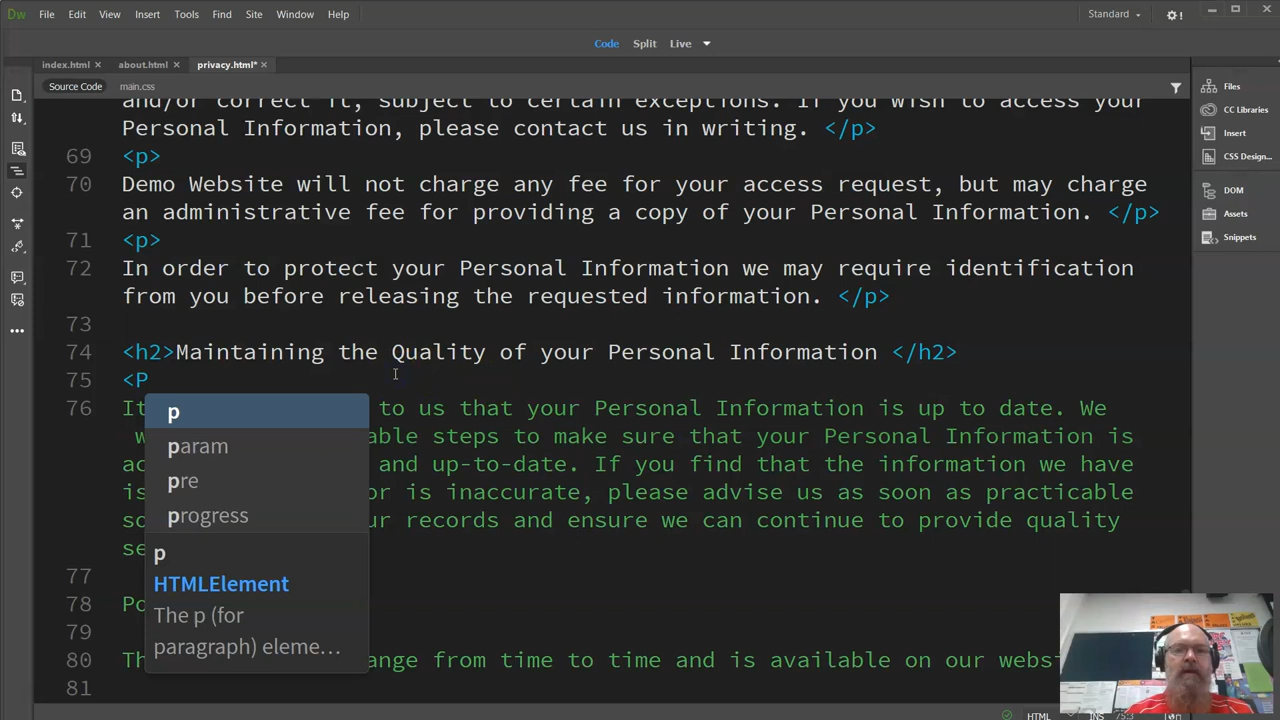 Dw File Edit View Insert Tools Find Site Window Help Standard
Code Split Live
index.html × about.html × privacy.html* ×
Source Code main.css
and/or correct it, subject to certain exceptions. If you wish to access your
Personal Information, please contact us in writing. </p>
69 <p>
70 Demo Website will not charge any fee for your access request, but may charge
an administrative fee for providing a copy of your Personal Information. </p>
71 <p>
72 In order to protect your Personal Information we may require identification
from you before releasing the requested information. </p>
73
74 <h2>Maintaining the Quality of your Personal Information </h2>
75 <P
76 It to us that your Personal Information is up to date. We
w able steps to make sure that your Personal Information is
ac and up-to-date. If you find that the information we have
is or is inaccurate, please advise us as soon as practicable
so ur records and ensure we can continue to provide quality
se
77
78 Po
79
80 Th ange from time to time and is available on our webs
81
p
param
pre
progress
p
HTMLElement
The p (for
paragraph) eleme…
Files
CC Libraries
Insert
CSS Design...
DOM
Assets
Snippets
HTML INS 75:3